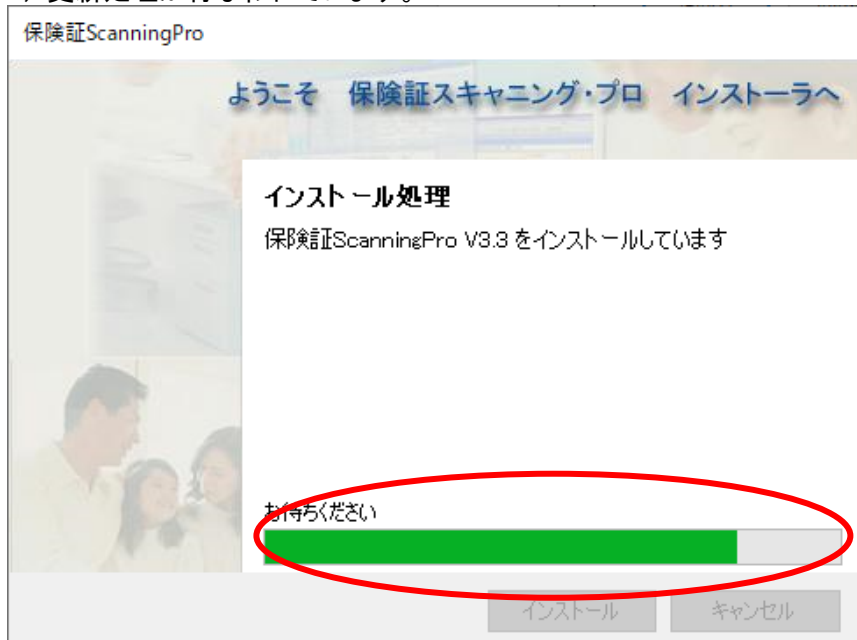 保険証ScanningPro
ようこそ 保険証スキャニング・プロ インストーラへ
インストール処理
保険証ScanningPro V3.3 をインストールしています
お待ちください
インストール キャンセル